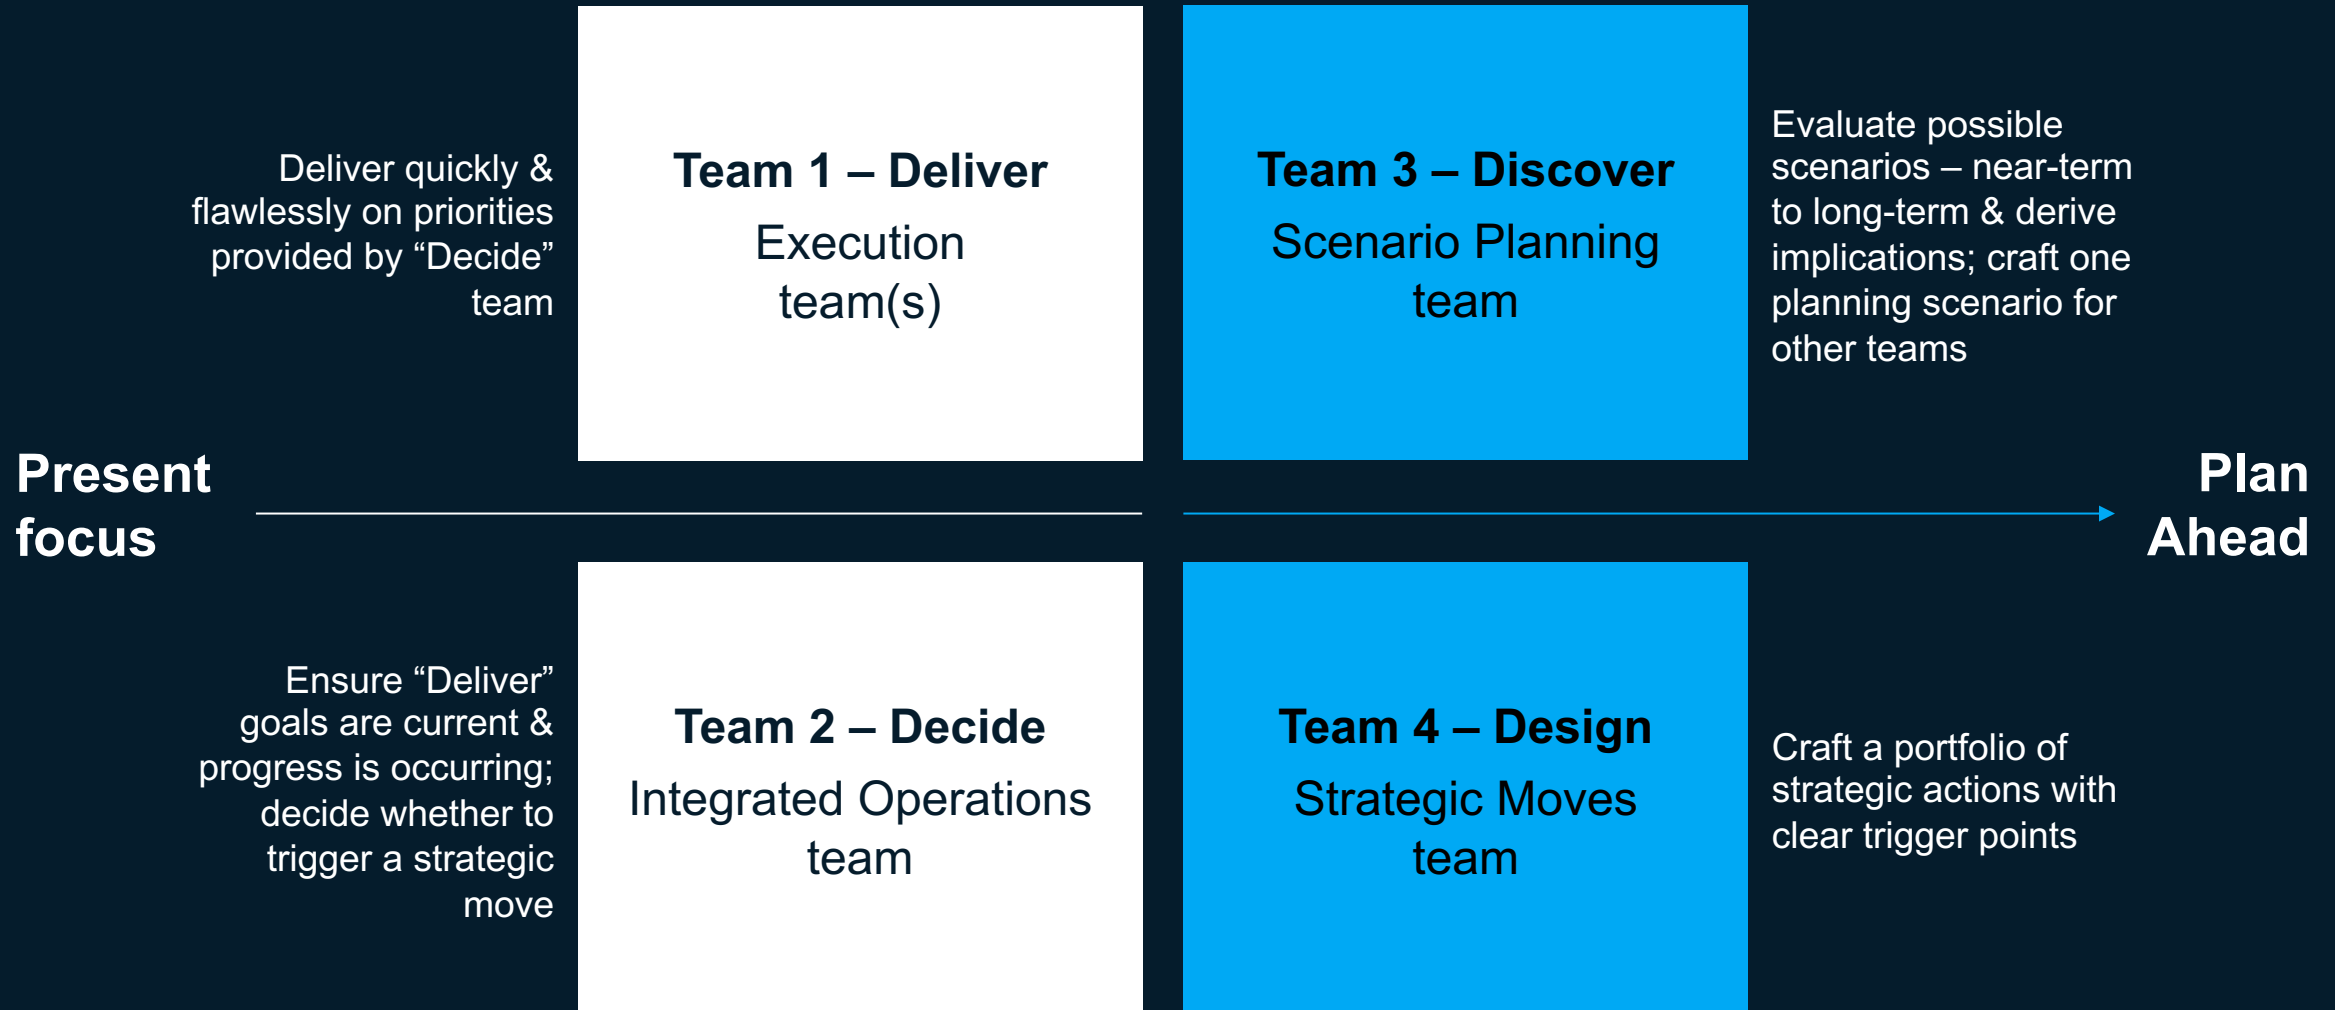 Deliver quickly &
flawlessly on priorities
provided by “Decide”
team
Team 1 – Deliver
Execution
team(s)
Team 3 – Discover
Scenario Planning
team
Evaluate possible
scenarios – near-term
to long-term & derive
implications; craft one
planning scenario for
other teams
Present
focus
Plan
Ahead
Ensure “Deliver”
goals are current &
progress is occurring;
decide whether to
trigger a strategic
move
Team 2 – Decide
Integrated Operations
team
Team 4 – Design
Strategic Moves
team
Craft a portfolio of
strategic actions with
clear trigger points